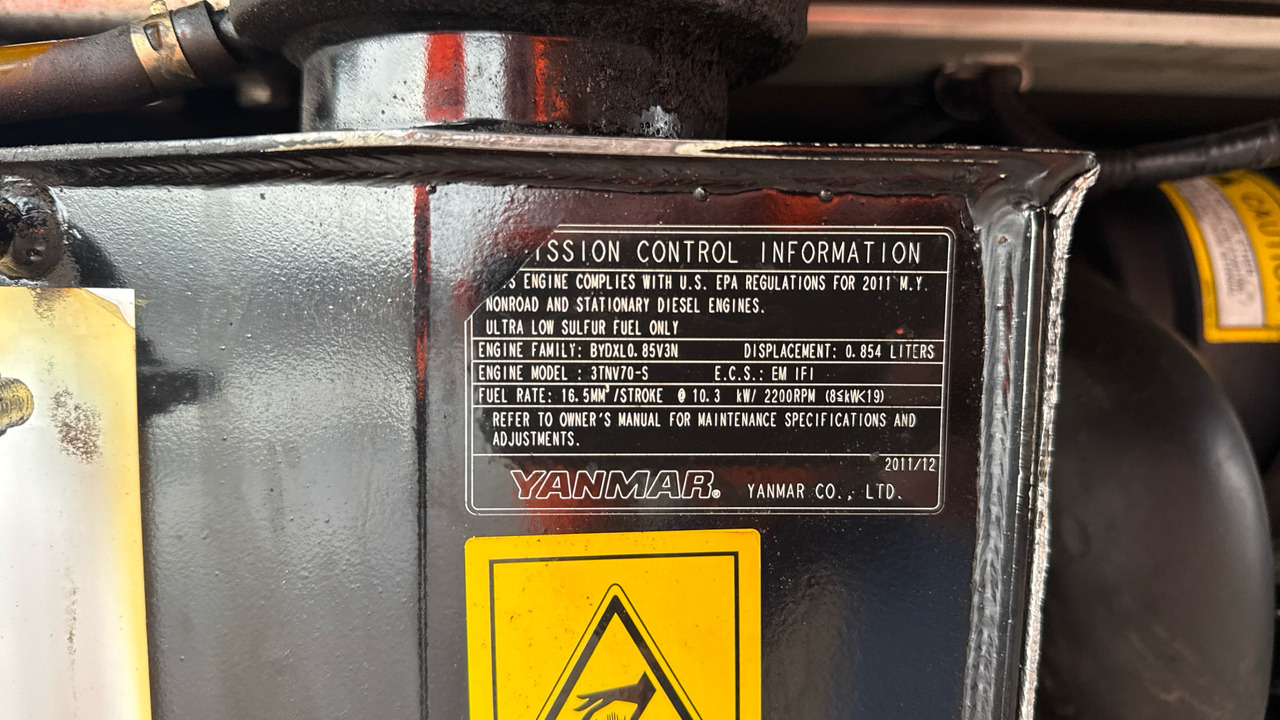 ISSION CONTROL INFORMATION
ENGINE COMPLIES WITH U.S. EPA REGULATIONS FOR 2011 M.Y.
NONROAD AND STATIONARY DIESEL ENGINES.
ULTRA LOW SULFUR FUEL ONLY
ENGINE FAMILY: BYDXL0.85V3N DISPLACEMENT: 0.854 LITERS
ENGINE MODEL : 3TNV70-S E.C.S.: EM IFI
FUEL RATE: 16.5MM³/STROKE @ 10.3 kW/ 2200RPM (8≤kW<19)
REFER TO OWNER'S MANUAL FOR MAINTENANCE SPECIFICATIONS AND
ADJUSTMENTS.
2011/12
YANMAR® YANMAR CO., LTD.